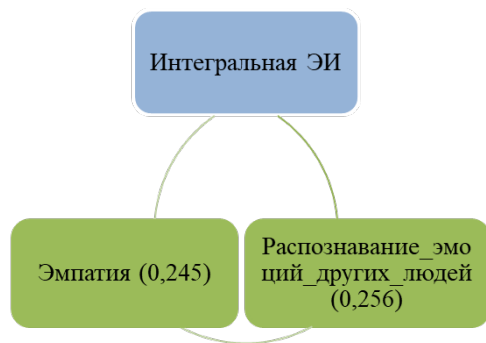 Интегральная ЭИ
Эмпатия (0,245)
Распознавание_эмо
ций_других_людей
(0,256)